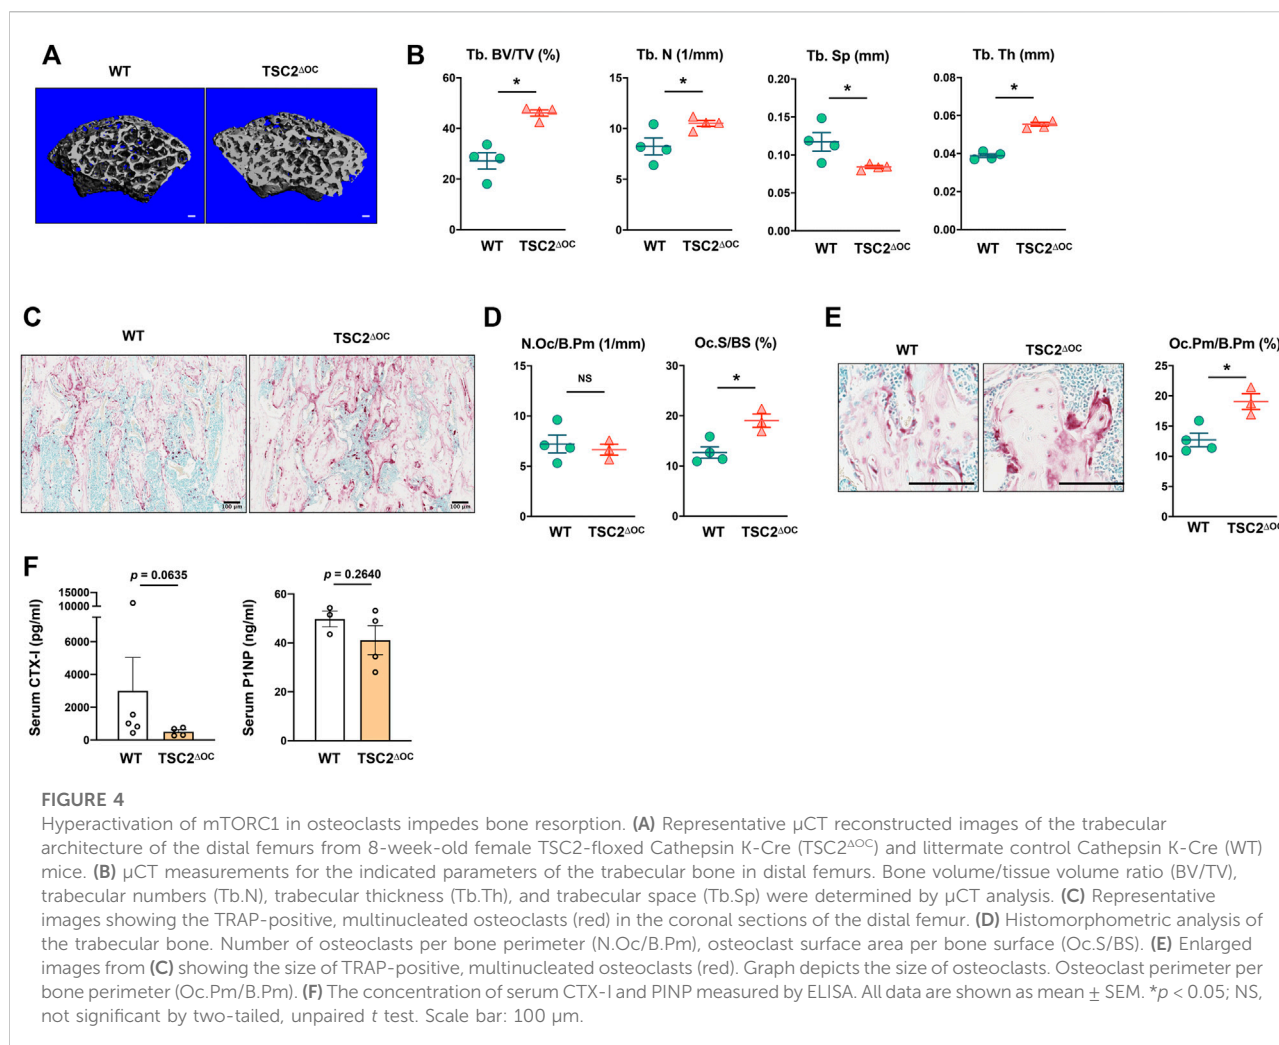 A
WT
TSC2ΔOC
B
Tb. BV/TV (%)
60
40
20
0
*
WT
TSC2ΔOC
Tb. N (1/mm)
15
10
5
0
*
WT
TSC2ΔOC
Tb. Sp (mm)
0.20
0.15
0.10
0.05
0.00
*
WT
TSC2ΔOC
Tb. Th (mm)
0.08
0.06
0.04
0.02
0.00
*
WT
TSC2ΔOC
C
WT
TSC2ΔOC
100 µm
100 µm
D
N.Oc/B.Pm (1/mm)
15
10
5
0
NS
WT
TSC2ΔOC
Oc.S/BS (%)
30
20
10
0
*
WT
TSC2ΔOC
E
WT
TSC2ΔOC
Oc.Pm/B.Pm (%)
25
20
15
10
5
0
*
WT
TSC2ΔOC
F
p = 0.0635
Serum CTX-I (pg/ml)
15000
10000
6000
4000
2000
0
WT
TSC2ΔOC
p = 0.2640
Serum P1NP (ng/ml)
60
40
20
0
WT
TSC2ΔOC
FIGURE 4
Hyperactivation of mTORC1 in osteoclasts impedes bone resorption. (A) Representative µCT reconstructed images of the trabecular
architecture of the distal femurs from 8-week-old female TSC2-floxed Cathepsin K-Cre (TSC2ΔOC) and littermate control Cathepsin K-Cre (WT)
mice. (B) µCT measurements for the indicated parameters of the trabecular bone in distal femurs. Bone volume/tissue volume ratio (BV/TV),
trabecular numbers (Tb.N), trabecular thickness (Tb.Th), and trabecular space (Tb.Sp) were determined by µCT analysis. (C) Representative
images showing the TRAP-positive, multinucleated osteoclasts (red) in the coronal sections of the distal femur. (D) Histomorphometric analysis of
the trabecular bone. Number of osteoclasts per bone perimeter (N.Oc/B.Pm), osteoclast surface area per bone surface (Oc.S/BS). (E) Enlarged
images from (C) showing the size of TRAP-positive, multinucleated osteoclasts (red). Graph depicts the size of osteoclasts. Osteoclast perimeter per
bone perimeter (Oc.Pm/B.Pm). (F) The concentration of serum CTX-I and PINP measured by ELISA. All data are shown as mean ± SEM. *p < 0.05; NS,
not significant by two-tailed, unpaired t test. Scale bar: 100 µm.